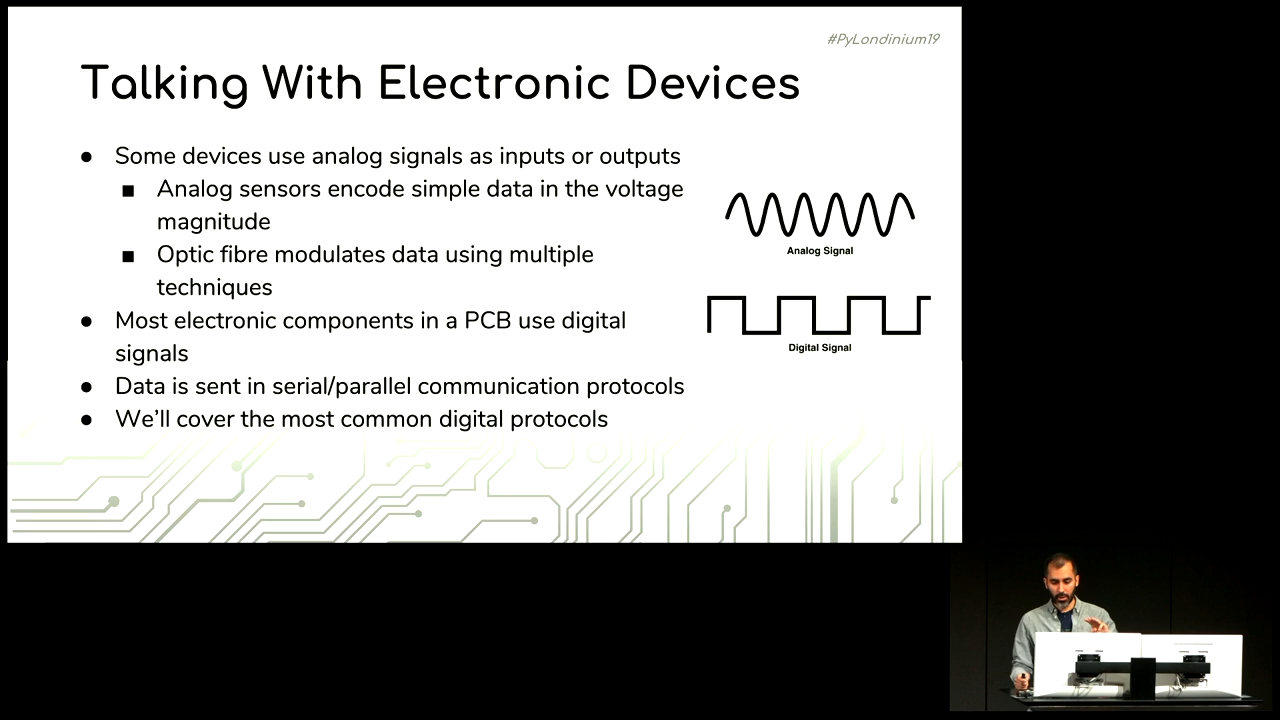 #PyLondinium19
Talking With Electronic Devices
● Some devices use analog signals as inputs or outputs
■ Analog sensors encode simple data in the voltage
magnitude
■ Optic fibre modulates data using multiple
techniques
● Most electronic components in a PCB use digital
signals
● Data is sent in serial/parallel communication protocols
● We’ll cover the most common digital protocols
Analog Signal
Digital Signal